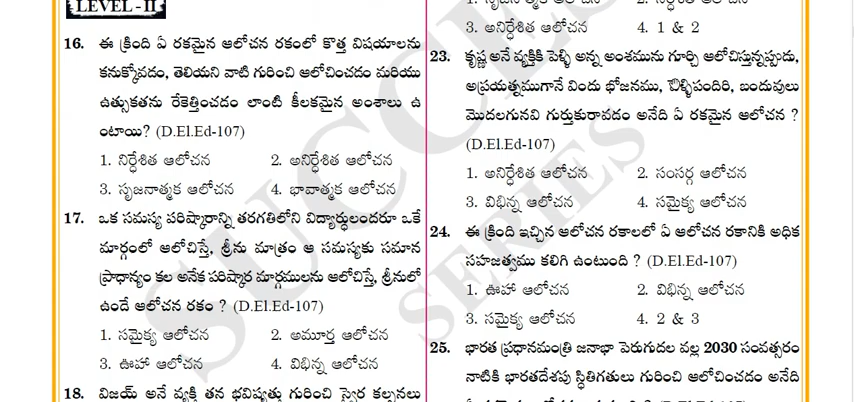 LEVEL - II
16. ఈ క్రింది ఏ రకమైన ఆలోచన రకంలో కొత్త విషయాలను
కనుక్కోవడం, తెలియని వాటి గురించి ఆలోచించడం మరియు
ఉత్సుకతను రేకెత్తించడం లాంటి కీలకమైన అంశాలు ఉ
ంటాయి? (D.El.Ed-107)
1. నిర్దేశిత ఆలోచన 2. అనిర్ధేశిత ఆలోచన
3. సృజనాత్మక ఆలోచన 4. భావాత్మక ఆలోచన
17. ఒక సమస్య పరిష్కారాన్ని తరగతిలోని విద్యార్థులందరూ ఒకే
మార్గంలో ఆలోచిస్తే, శ్రీను మాత్రం ఆ సమస్యకు సమాన
ప్రాధాన్యం కల అనేక పరిష్కార మార్గములను ఆలోచిస్తే, శ్రీనులో
ఉండే ఆలోచన రకం ? (D.El.Ed-107)
1. సమైక్య ఆలోచన 2. అమూర్త ఆలోచన
3. ఊహా ఆలోచన 4. విభిన్న ఆలోచన
18. విజయ్ అనే వ్యక్తి తన భవిష్యత్తు గురించి స్వైర కల్పనలు
3. అనిర్ధేశిత ఆలోచన 4. 1 & 2
23. కృష్ణ అనే వ్యక్తికి పెళ్ళి అన్న అంశమును గూర్చి ఆలోచిస్తున్నప్పుడు,
అప్రయత్నముగానే విందు భోజనము, పెళ్ళిపందిరి, బందువులు
మొదలగునవి గుర్తుకురావడం అనేది ఏ రకమైన ఆలోచన ?
(D.El.Ed-107)
1. అనిర్ధేశిత ఆలోచన 2. సంసర్గ ఆలోచన
3. విభిన్న ఆలోచన 4. సమైక్య ఆలోచన
24. ఈ క్రింది ఇచ్చిన ఆలోచన రకాలలో ఏ ఆలోచన రకానికి అధిక
సహజత్వము కలిగి ఉంటుంది ? (D.El.Ed-107)
1. ఊహా ఆలోచన 2. విభిన్న ఆలోచన
3. సమైక్య ఆలోచన 4. 2 & 3
25. భారత ప్రధానమంత్రి జనాభా పెరుగుదల వల్ల 2030 సంవత్సరం
నాటికి భారతదేశపు స్థితిగతులు గురించి ఆలోచించడం అనేది
SUCCESS
SERIES